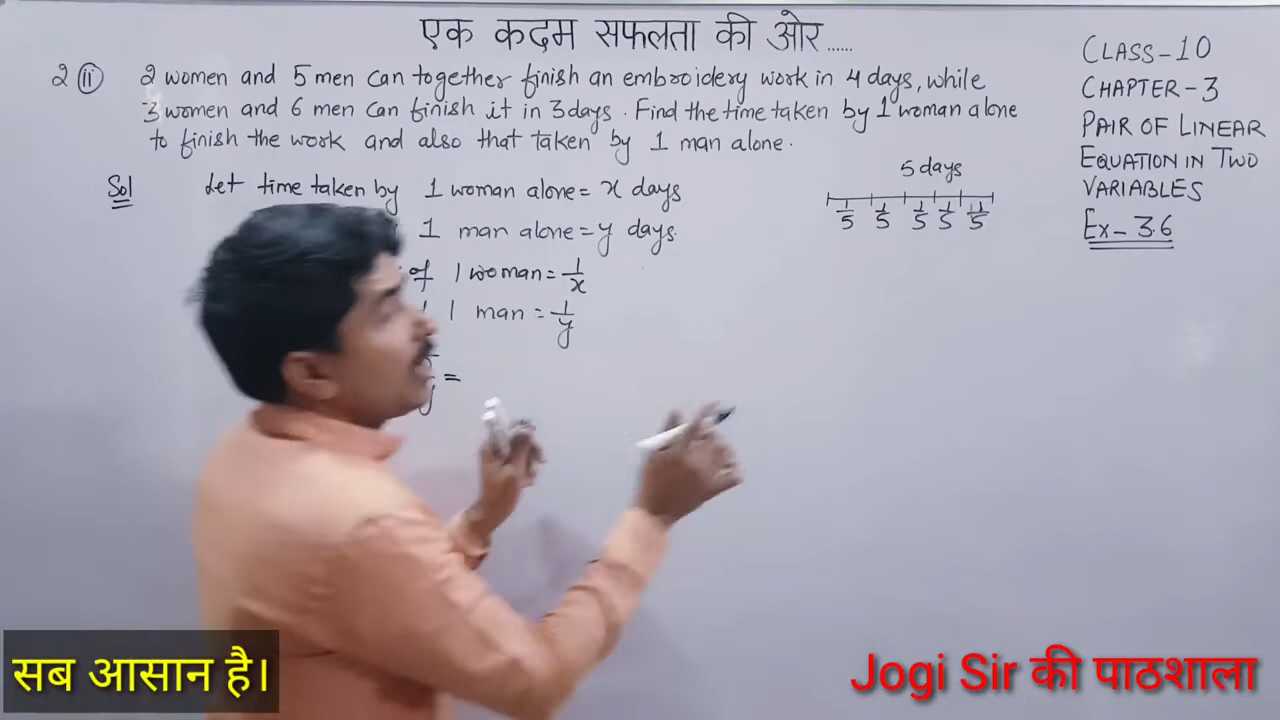 एक कदम सफलता की ओर......
2 (ii) 2 women and 5 men can together finish an embroidery work in 4 days, while
3 women and 6 men can finish it in 3 days. Find the time taken by 1 woman alone
to finish the work and also that taken by 1 man alone.
Sol Let time taken by 1 woman alone = x days
1 man alone = y days.
of 1 woman = 1/x
1 man = 1/y
=
5 days
1/5 1/5 1/5 1/5 1/5
CLASS-10
CHAPTER-3
PAIR OF LINEAR
EQUATION IN TWO
VARIABLES
Ex-3.6
सब आसान है।
Jogi Sir की पाठशाला